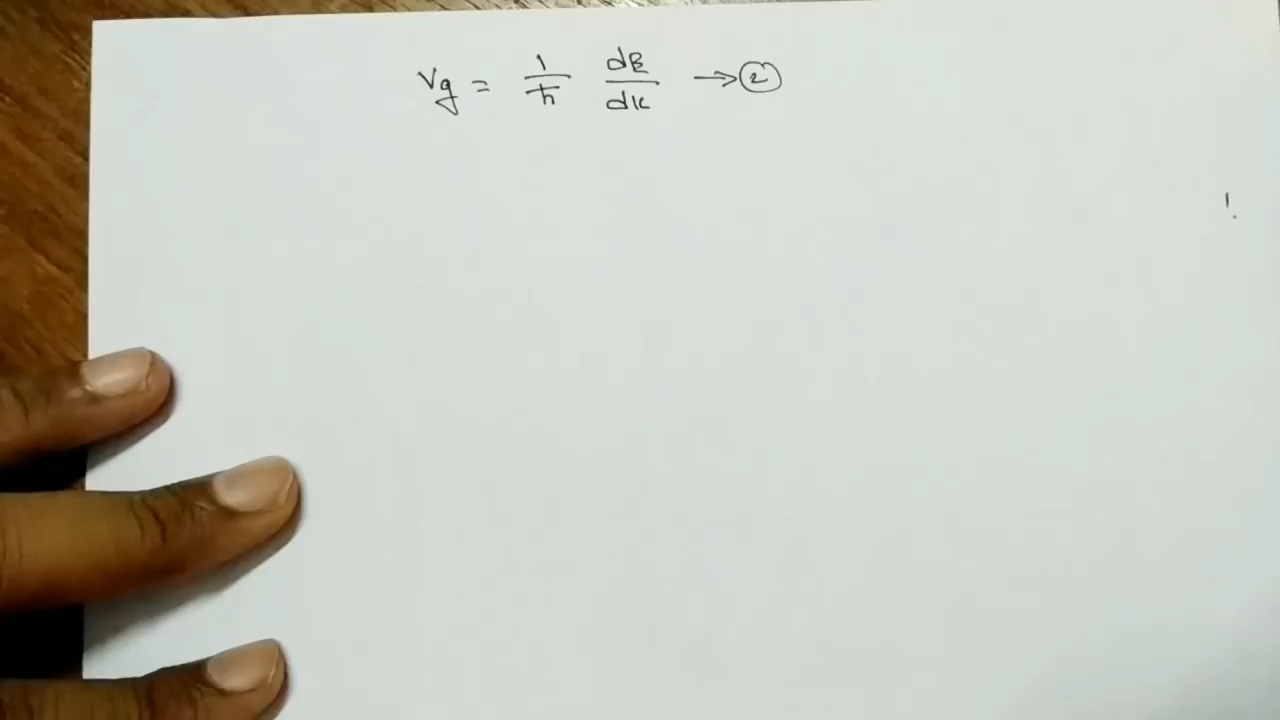 Vg = 1/ħ dE/dk → ②